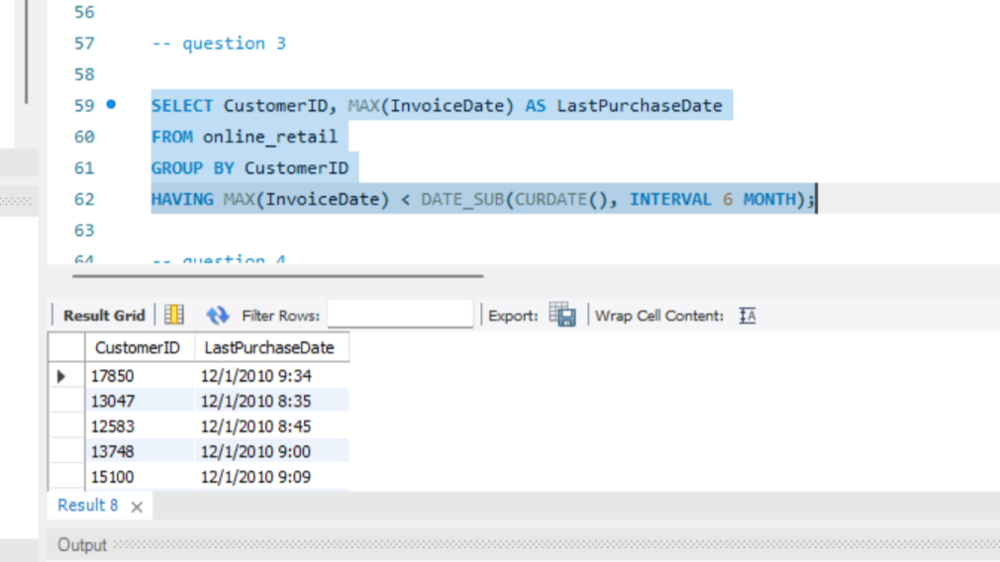 56
57 -- question 3
58
59 SELECT CustomerID, MAX(InvoiceDate) AS LastPurchaseDate
60 FROM online_retail
61 GROUP BY CustomerID
62 HAVING MAX(InvoiceDate) < DATE_SUB(CURDATE(), INTERVAL 6 MONTH);
63
64 -- question 4
Result Grid Filter Rows: Export: Wrap Cell Content: IA
CustomerID LastPurchaseDate
17850 12/1/2010 9:34
13047 12/1/2010 8:35
12583 12/1/2010 8:45
13748 12/1/2010 9:00
15100 12/1/2010 9:09
Result 8
Output